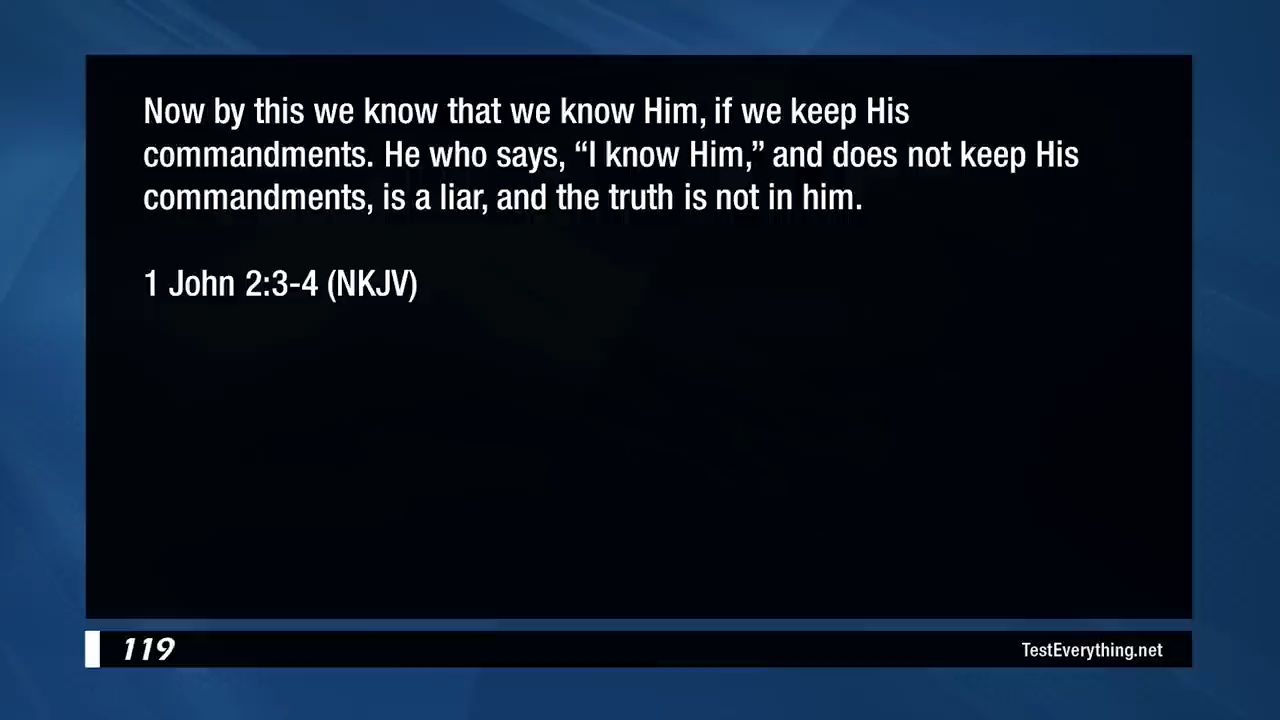 Now by this we know that we know Him, if we keep His
commandments. He who says, “I know Him,” and does not keep His
commandments, is a liar, and the truth is not in him.
1 John 2:3-4 (NKJV)
119
TestEverything.net